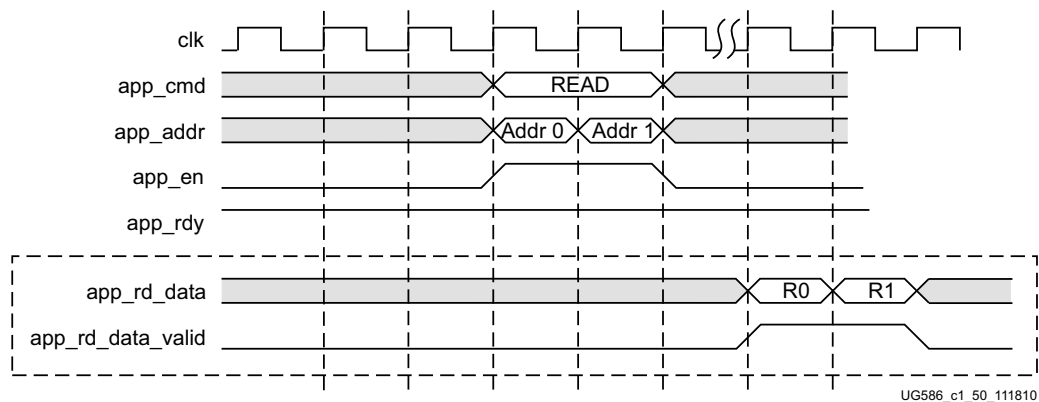 clk
app_cmd READ
app_addr Addr 0 Addr 1
app_en
app_rdy
app_rd_data R0 R1
app_rd_data_valid
UG586_c1_50_111810